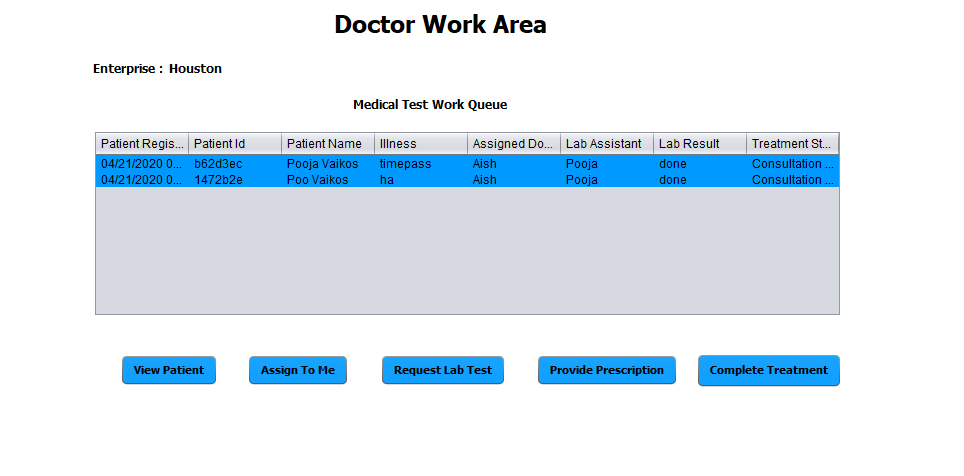 Doctor Work Area
Enterprise : Houston
Medical Test Work Queue
Patient Regis... Patient Id Patient Name Illness Assigned Do... Lab Assistant Lab Result Treatment St...
04/21/2020 0... b62d3ec Pooja Vaikos timepass Aish Pooja done Consultation ...
04/21/2020 0... 1472b2e Poo Vaikos ha Aish Pooja done Consultation ...
View Patient Assign To Me Request Lab Test Provide Prescription Complete Treatment